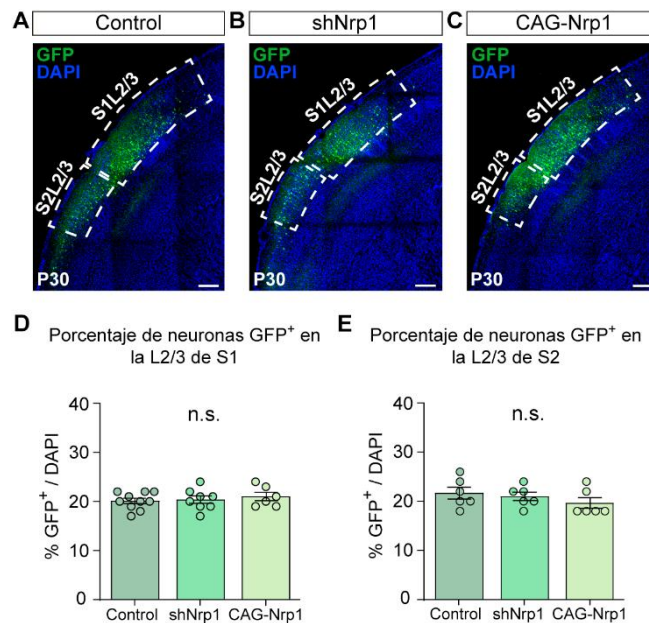 A
Control
GFP
DAPI
S1L2/3
S2L2/3
P30
B
shNrp1
GFP
DAPI
S1L2/3
S2L2/3
P30
C
CAG-Nrp1
GFP
DAPI
S1L2/3
S2L2/3
P30
D
Porcentaje de neuronas GFP⁺ en
la L2/3 de S1
n.s.
% GFP⁺ / DAPI
40
30
20
10
0
Control
shNrp1
CAG-Nrp1
E
Porcentaje de neuronas GFP⁺ en
la L2/3 de S2
n.s.
% GFP⁺ / DAPI
40
30
20
10
0
Control
shNrp1
CAG-Nrp1